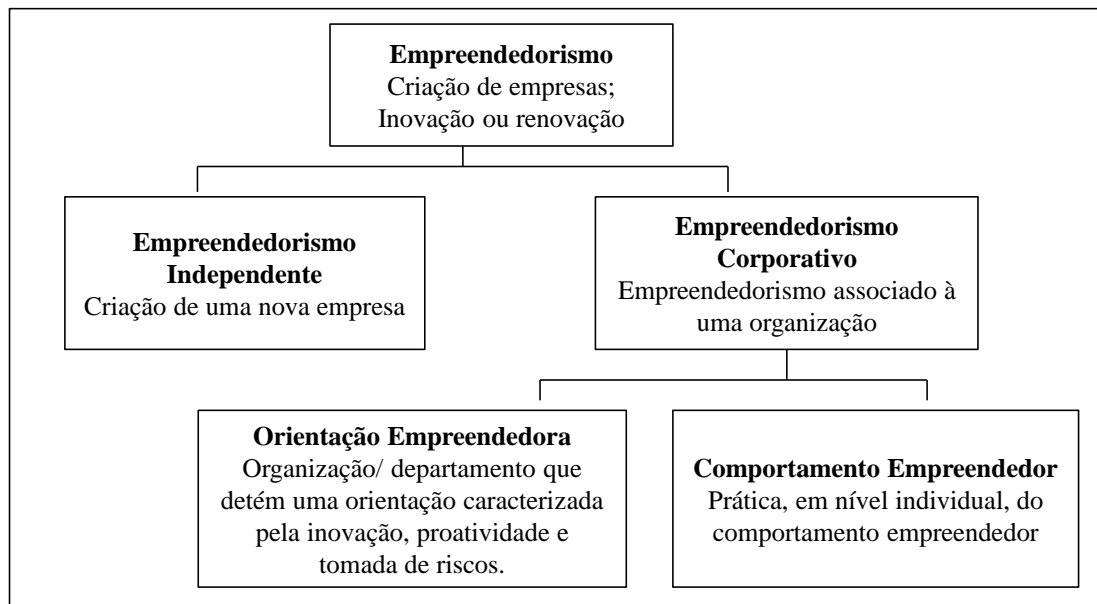 Empreendedorismo
Criação de empresas;
Inovação ou renovação
Empreendedorismo
Independente
Criação de uma nova empresa
Empreendedorismo
Corporativo
Empreendedorismo associado à
uma organização
Orientação Empreendedora
Organização/ departamento que
detém uma orientação caracterizada
pela inovação, proatividade e
tomada de riscos.
Comportamento Empreendedor
Prática, em nível individual, do
comportamento empreendedor